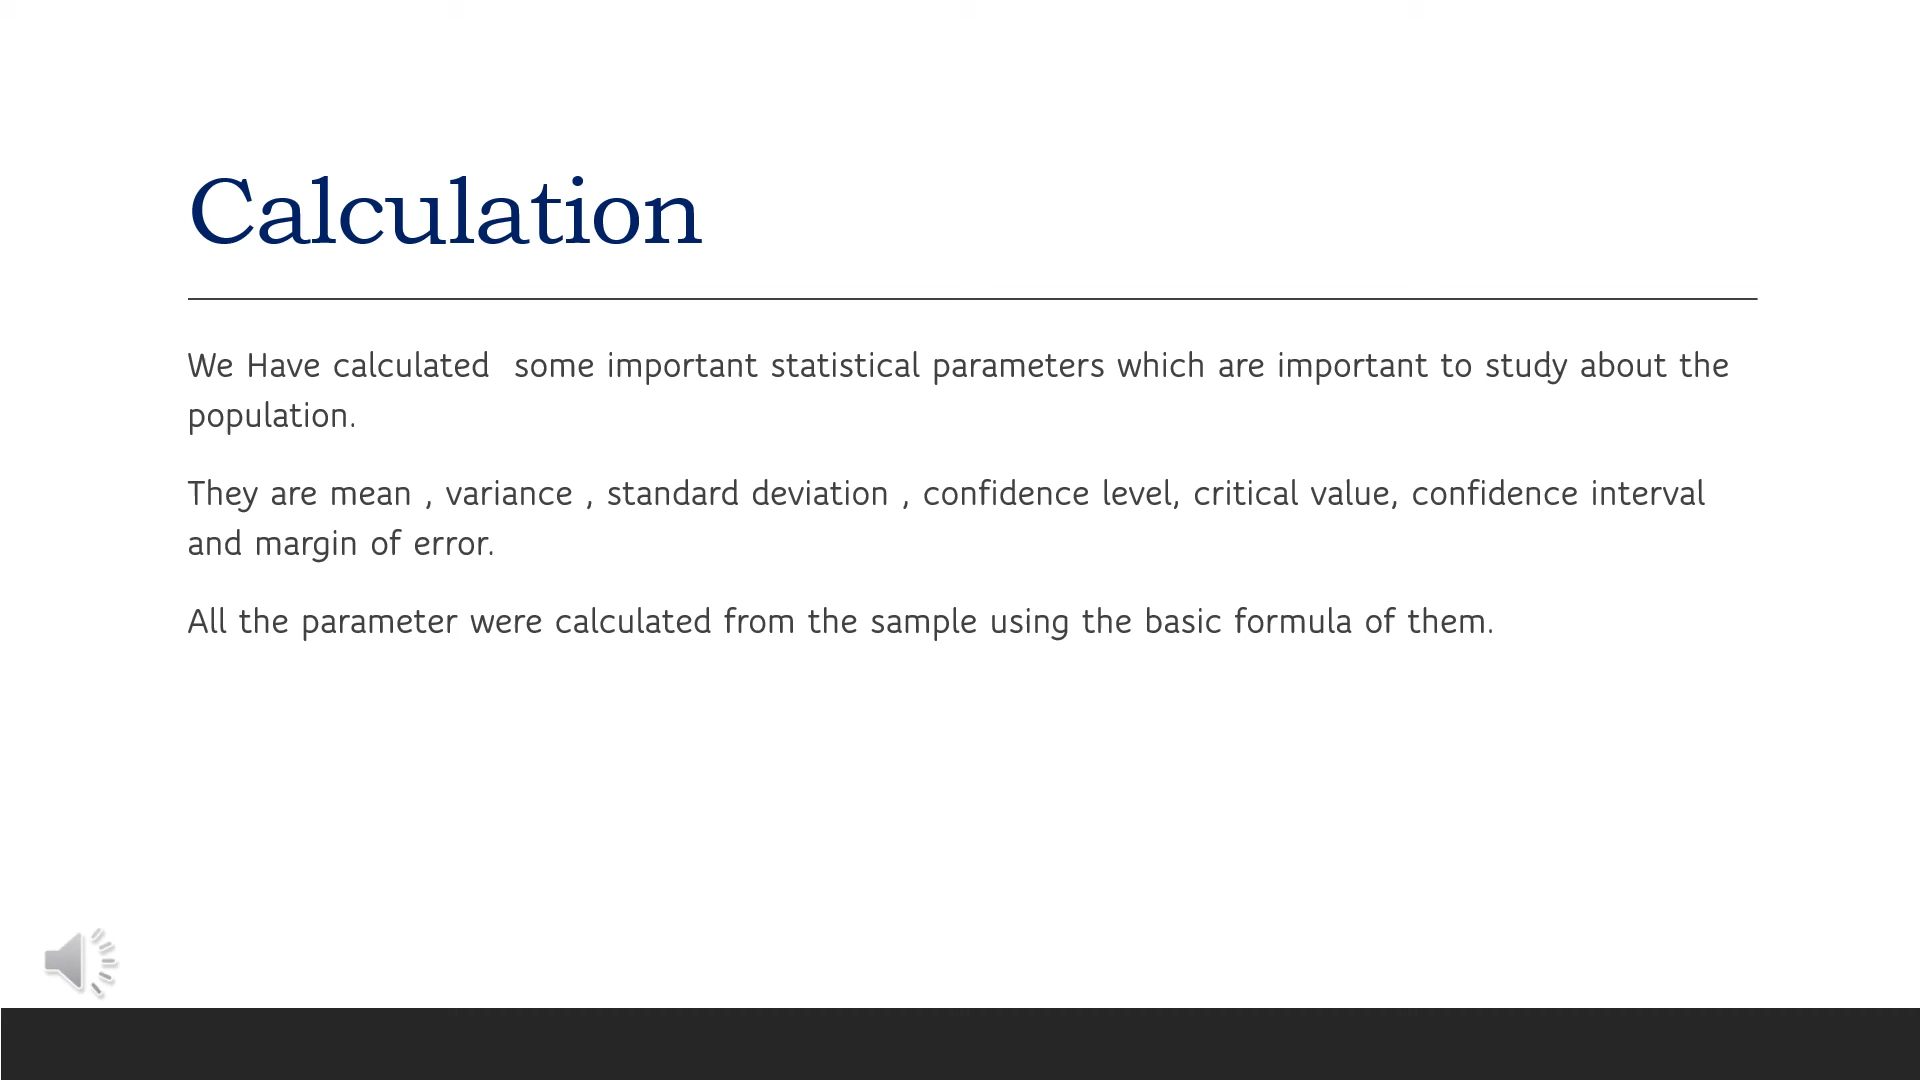 Calculation
We Have calculated  some important statistical parameters which are important to study about the
population.
They are mean , variance , standard deviation , confidence level, critical value, confidence interval
and margin of error.
All the parameter were calculated from the sample using the basic formula of them.